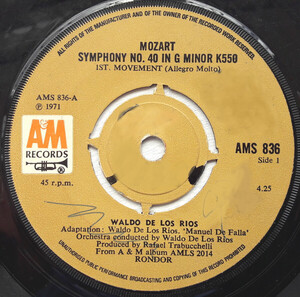 ALL RIGHTS OF THE MANUFACTURER AND OF THE OWNER OF THE RECORDED WORK RESERVED
MOZART
SYMPHONY NO. 40 IN G MINOR K550
1ST. MOVEMENT (Allegro Molto)
AMS 836-A
℗ 1971
A&M
RECORDS
45 r.p.m.
AMS 836
Side 1
4.25
WALDO DE LOS RIOS
Adaptation: Waldo De Los Rios. 'Manuel De Falla'
Orchestra conducted by Waldo De Los Rios
Produced by Rafael Trabucchelli
From A & M album AMLS 2014
RONDOR
UNAUTHORISED PUBLIC PERFORMANCE BROADCASTING AND COPYING OF THIS RECORD PROHIBITED